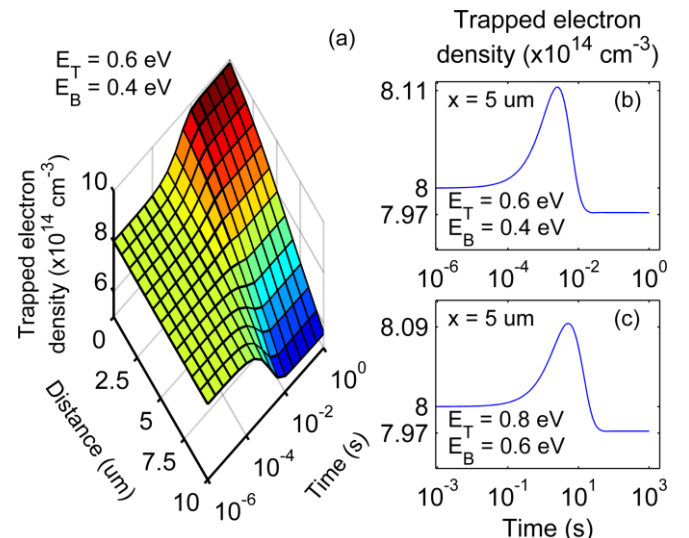 (a)
E_T = 0.6 eV
E_B = 0.4 eV
Trapped electron
density (x10^14 cm^-3)
10
8
6
0
2.5
5
7.5
10
Distance (um)
10^-6
10^-4
10^-2
10^0
Time (s)
Trapped electron
density (x10^14 cm^-3)
8.11
8
7.97
x = 5 um
(b)
E_T = 0.6 eV
E_B = 0.4 eV
10^-6
10^-4
10^-2
10^0
8.09
8
7.97
x = 5 um
(c)
E_T = 0.8 eV
E_B = 0.6 eV
10^-3
10^-1
10^1
10^3
Time (s)